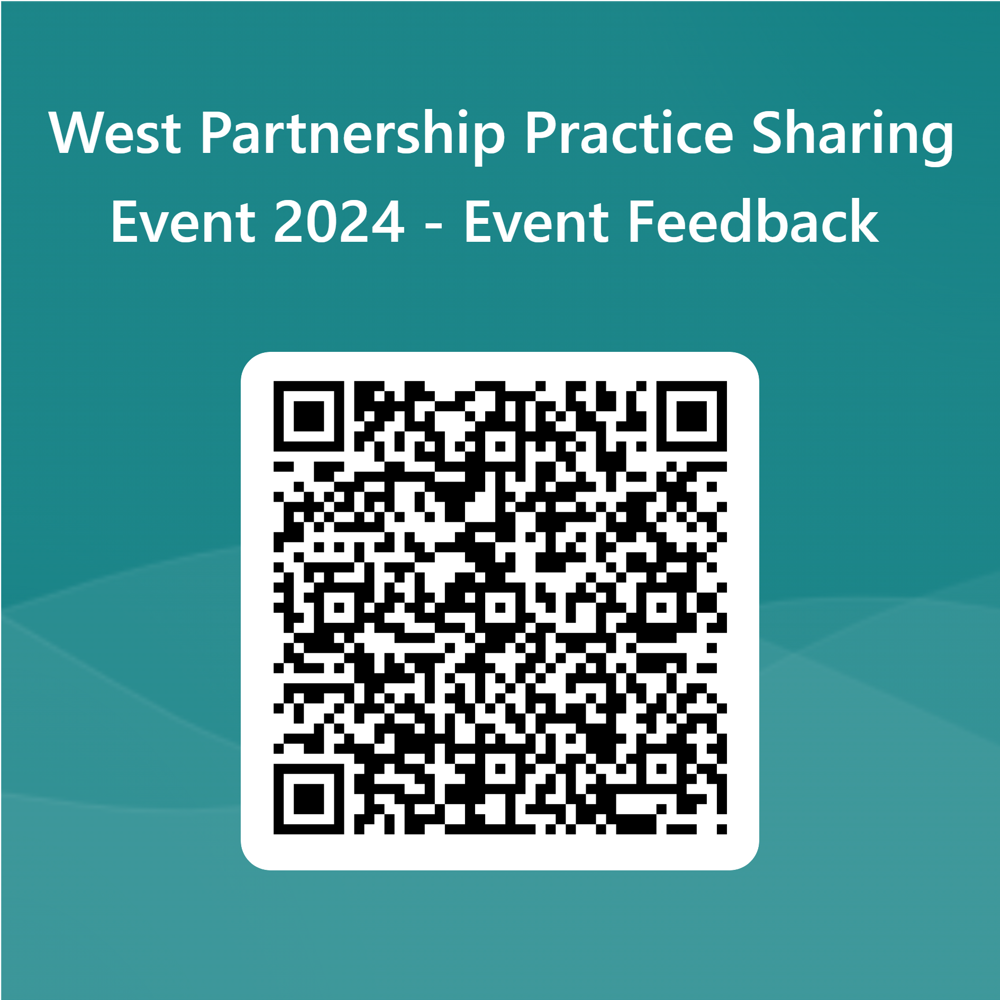 West Partnership Practice Sharing
Event 2024 - Event Feedback